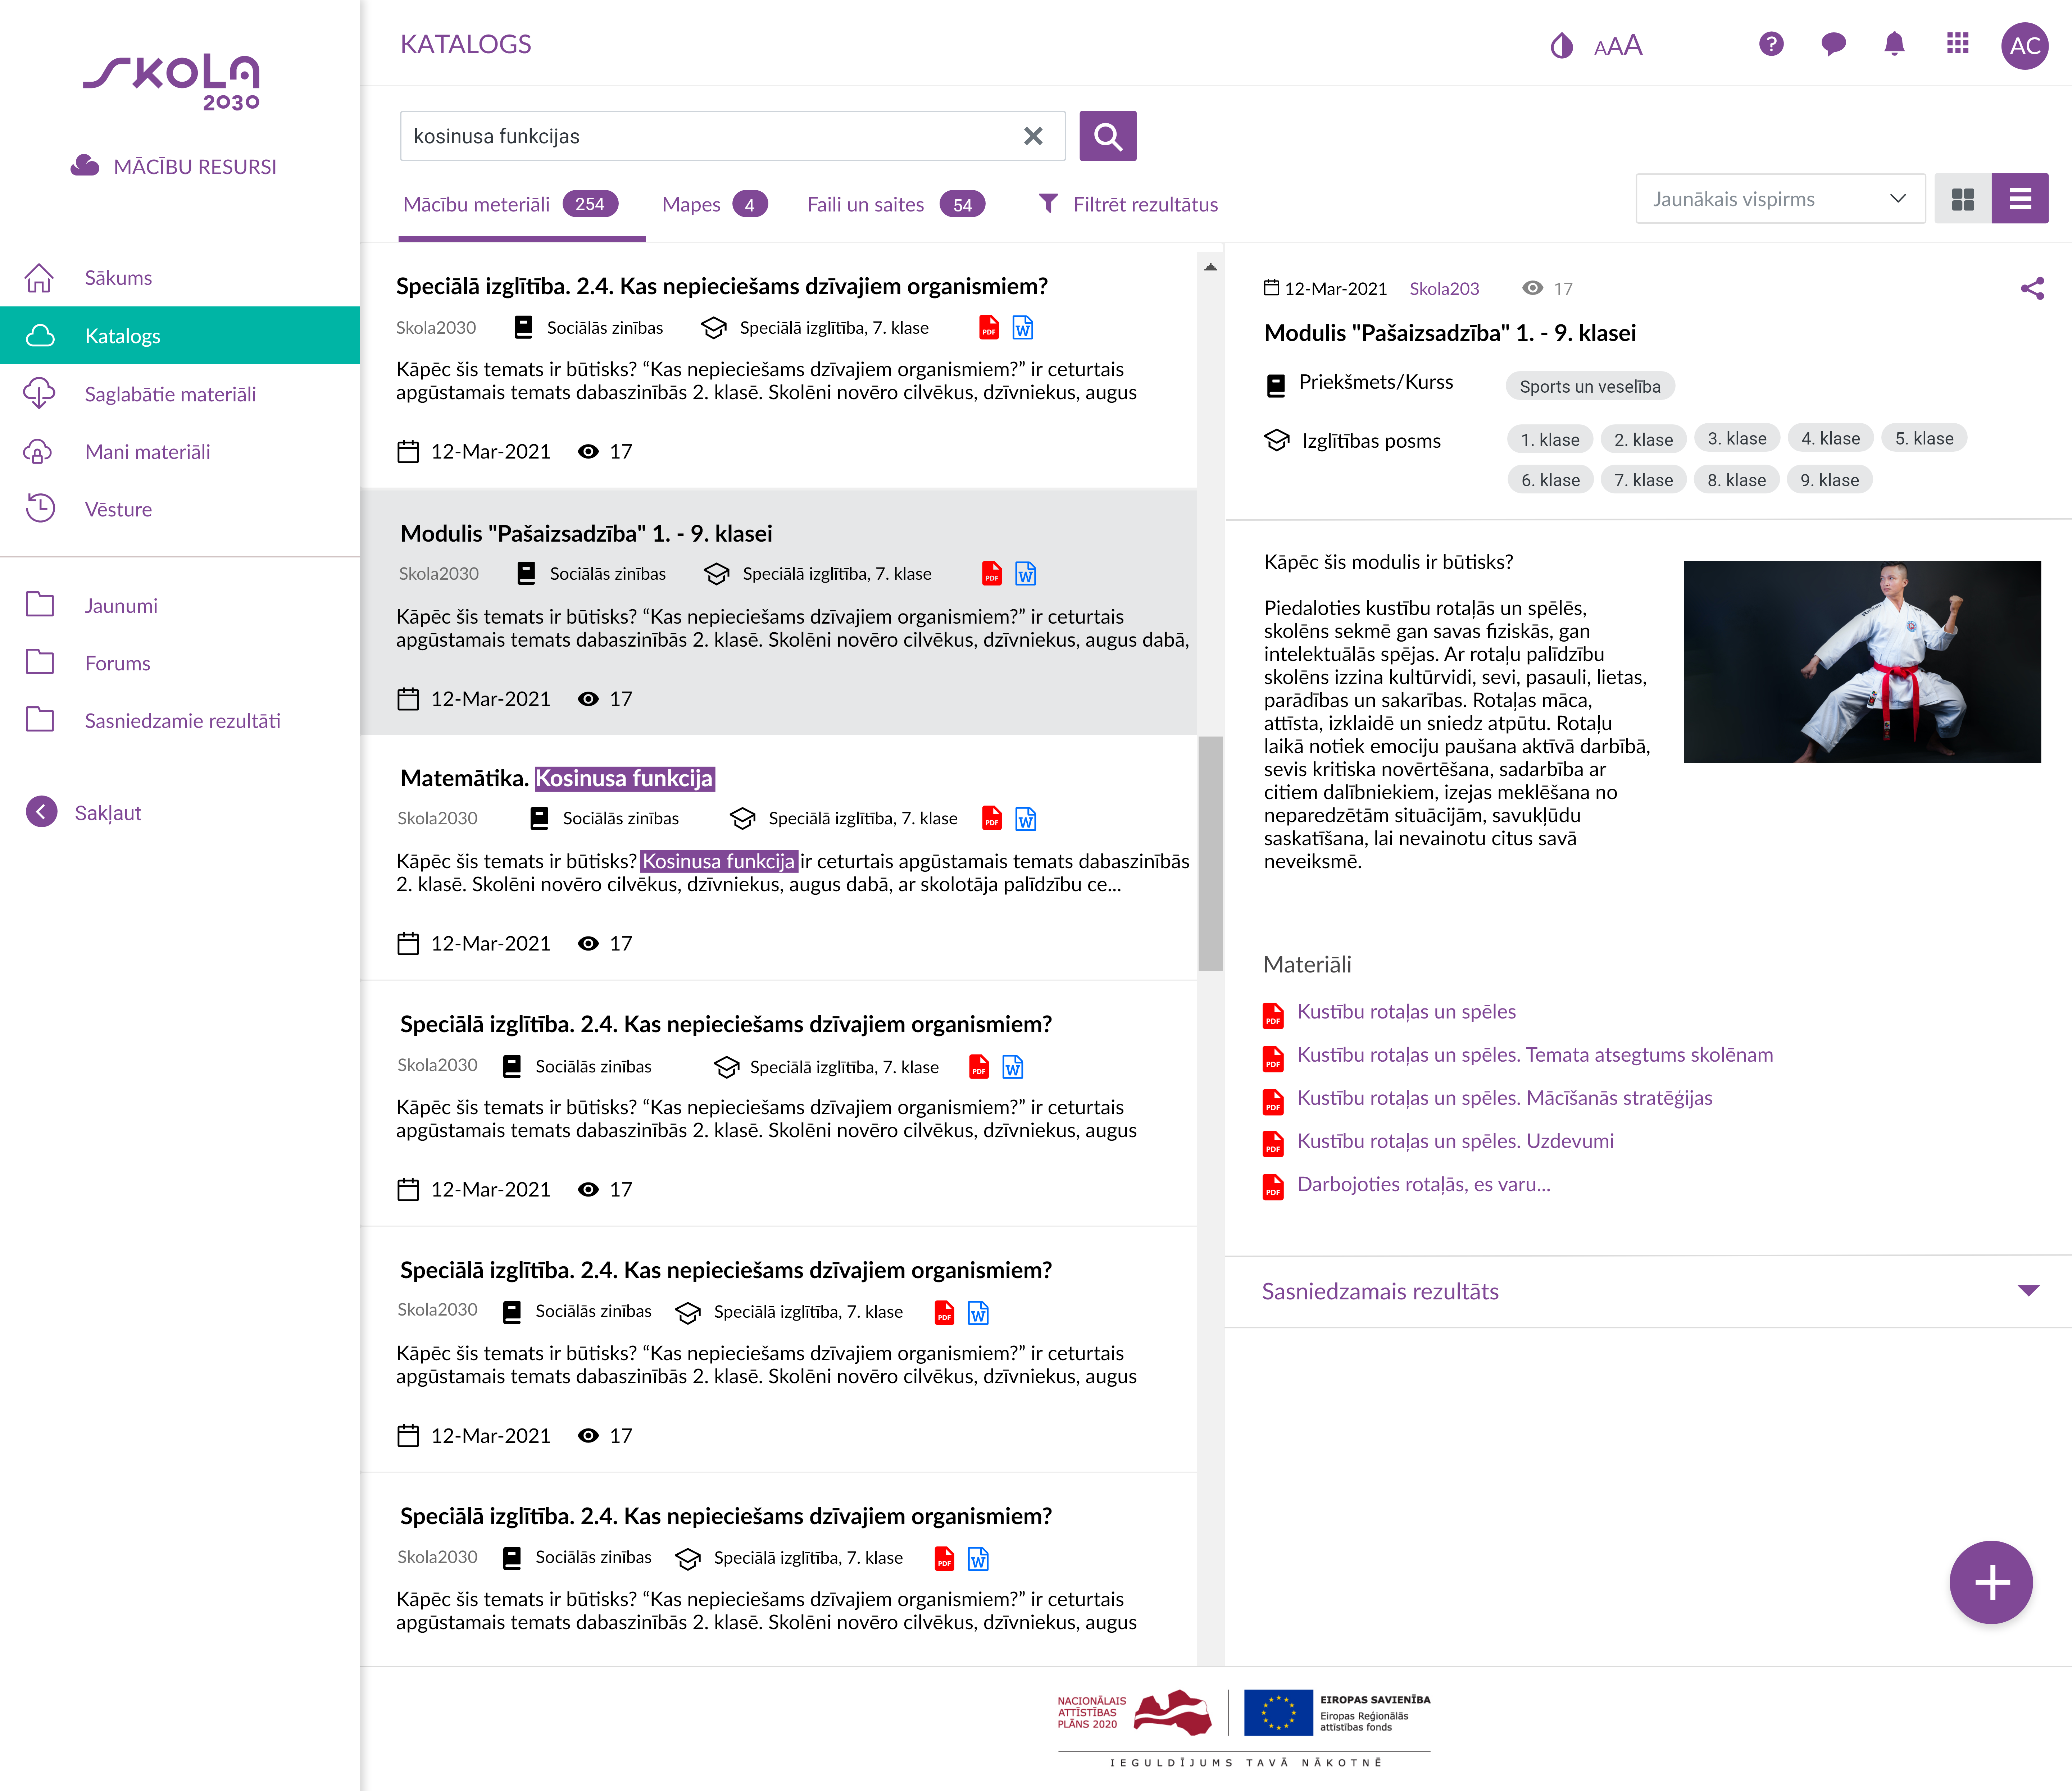 SKOLA
2030
MĀCĪBU RESURSI
Sākums
Katalogs
Saglabātie materiāli
Mani materiāli
Vēsture
Jaunumi
Forums
Sasniedzamie rezultāti
Sakļaut
KATALOGS
AAA
?
AC
kosinusa funkcijas
Mācību meteriāli 254
Mapes 4
Faili un saites 54
Filtrēt rezultātus
Jaunākais vispirms
Speciālā izglītība. 2.4. Kas nepieciešams dzīvajiem organismiem?
Skola2030 Sociālās zinības Speciālā izglītība, 7. klase PDF W
Kāpēc šis temats ir būtisks? “Kas nepieciešams dzīvajiem organismiem?” ir ceturtais
apgūstamais temats dabaszinībās 2. klasē. Skolēni novēro cilvēkus, dzīvniekus, augus
12-Mar-2021 17
Modulis "Pašaizsadzība" 1. - 9. klasei
Skola2030 Sociālās zinības Speciālā izglītība, 7. klase PDF W
Kāpēc šis temats ir būtisks? “Kas nepieciešams dzīvajiem organismiem?” ir ceturtais
apgūstamais temats dabaszinībās 2. klasē. Skolēni novēro cilvēkus, dzīvniekus, augus dabā,
12-Mar-2021 17
Matemātika. Kosinusa funkcija
Skola2030 Sociālās zinības Speciālā izglītība, 7. klase PDF W
Kāpēc šis temats ir būtisks? Kosinusa funkcija ir ceturtais apgūstamais temats dabaszinībās
2. klasē. Skolēni novēro cilvēkus, dzīvniekus, augus dabā, ar skolotāja palīdzību ce...
12-Mar-2021 17
Speciālā izglītība. 2.4. Kas nepieciešams dzīvajiem organismiem?
Skola2030 Sociālās zinības Speciālā izglītība, 7. klase PDF W
Kāpēc šis temats ir būtisks? “Kas nepieciešams dzīvajiem organismiem?” ir ceturtais
apgūstamais temats dabaszinībās 2. klasē. Skolēni novēro cilvēkus, dzīvniekus, augus
12-Mar-2021 17
Speciālā izglītība. 2.4. Kas nepieciešams dzīvajiem organismiem?
Skola2030 Sociālās zinības Speciālā izglītība, 7. klase PDF W
Kāpēc šis temats ir būtisks? “Kas nepieciešams dzīvajiem organismiem?” ir ceturtais
apgūstamais temats dabaszinībās 2. klasē. Skolēni novēro cilvēkus, dzīvniekus, augus
12-Mar-2021 17
Speciālā izglītība. 2.4. Kas nepieciešams dzīvajiem organismiem?
Skola2030 Sociālās zinības Speciālā izglītība, 7. klase PDF W
Kāpēc šis temats ir būtisks? “Kas nepieciešams dzīvajiem organismiem?” ir ceturtais
apgūstamais temats dabaszinībās 2. klasē. Skolēni novēro cilvēkus, dzīvniekus, augus
12-Mar-2021 Skola203 17
Modulis "Pašaizsadzība" 1. - 9. klasei
Priekšmets/Kurss Sports un veselība
Izglītības posms 1. klase 2. klase 3. klase 4. klase 5. klase
6. klase 7. klase 8. klase 9. klase
Kāpēc šis modulis ir būtisks?
Piedaloties kustību rotaļās un spēlēs,
skolēns sekmē gan savas fiziskās, gan
intelektuālās spējas. Ar rotaļu palīdzību
skolēns izzina kultūrvidi, sevi, pasauli, lietas,
parādības un sakarības. Rotaļas māca,
attīsta, izklaidē un sniedz atpūtu. Rotaļu
laikā notiek emociju paušana aktīvā darbībā,
sevis kritiska novērtēšana, sadarbība ar
citiem dalībniekiem, izejas meklēšana no
neparedzētām situācijām, savukļūdu
saskatīšana, lai nevainotu citus savā
neveiksmē.
Materiāli
PDF Kustību rotaļas un spēles
PDF Kustību rotaļas un spēles. Temata atsegtums skolēnam
PDF Kustību rotaļas un spēles. Mācīšanās stratēģijas
PDF Kustību rotaļas un spēles. Uzdevumi
PDF Darbojoties rotaļās, es varu...
Sasniedzamais rezultāts
NACIONĀLAIS
ATTĪSTĪBAS
PLĀNS 2020
EIROPAS SAVIENĪBA
Eiropas Reģionālās
attīstības fonds
IEGULDĪJUMS TAVĀ NĀKOTNĒ